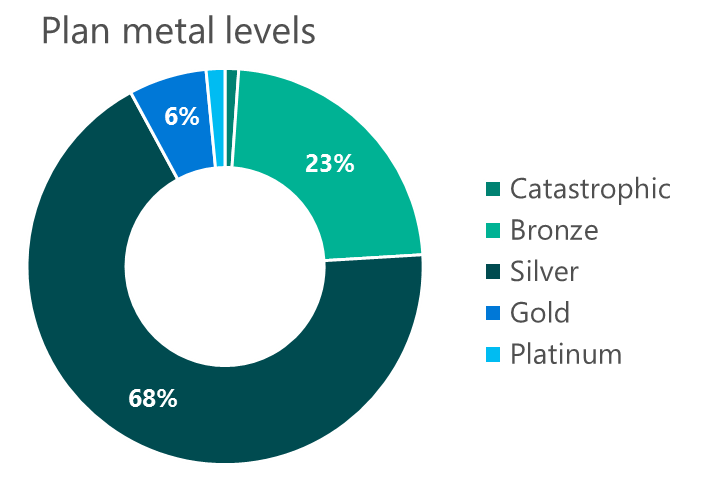 Plan metal levels
6%
23%
68%
Catastrophic
Bronze
Silver
Gold
Platinum